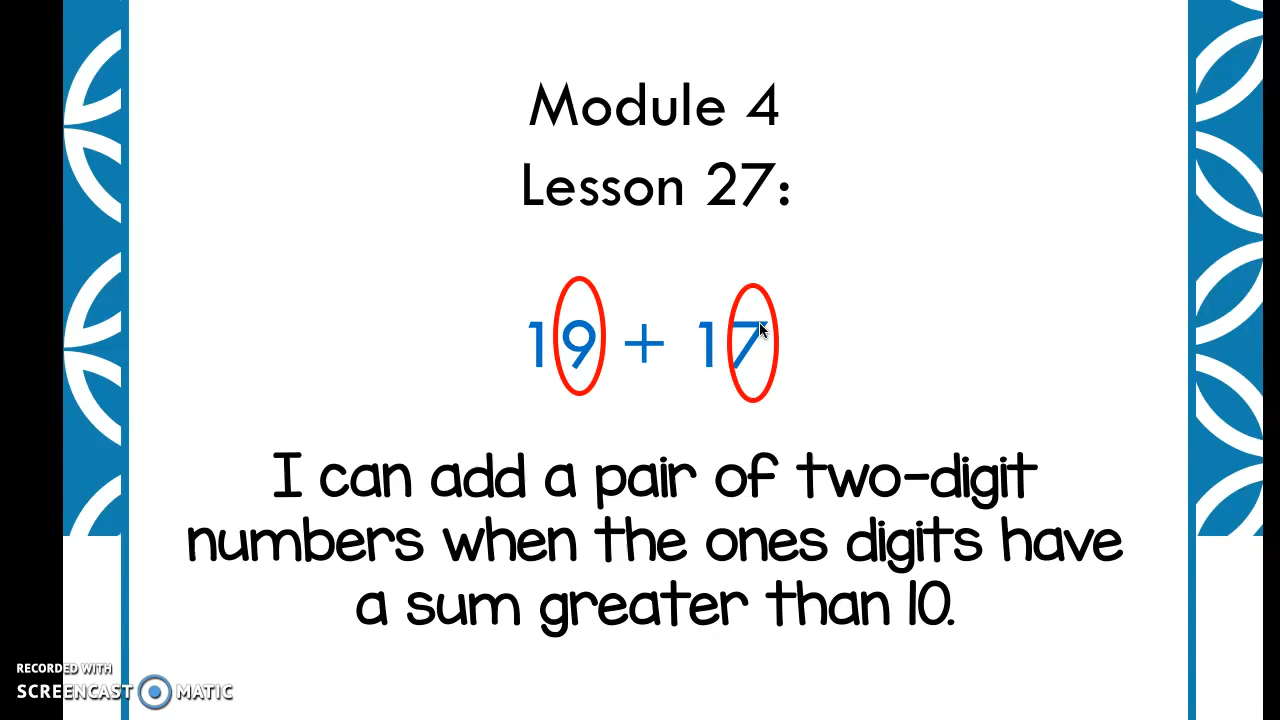 Module 4
Lesson 27:
19 + 17
I can add a pair of two-digit
numbers when the ones digits have
a sum greater than 10.
RECORDED WITH
SCREENCAST MATIC